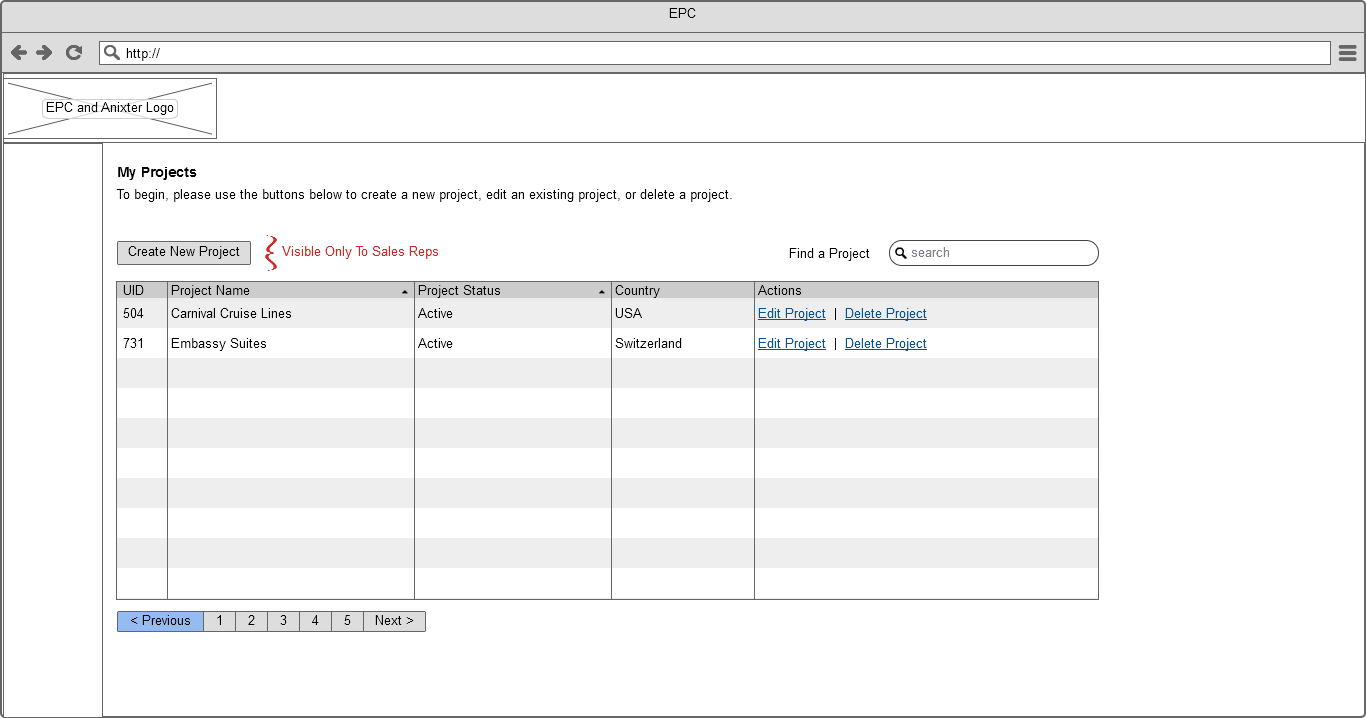 EPC
http://
EPC and Anixter Logo
My Projects
To begin, please use the buttons below to create a new project, edit an existing project, or delete a project.
Create New Project Visible Only To Sales Reps Find a Project search
UID Project Name Project Status Country Actions
504 Carnival Cruise Lines Active USA Edit Project | Delete Project
731 Embassy Suites Active Switzerland Edit Project | Delete Project
< Previous 1 2 3 4 5 Next >